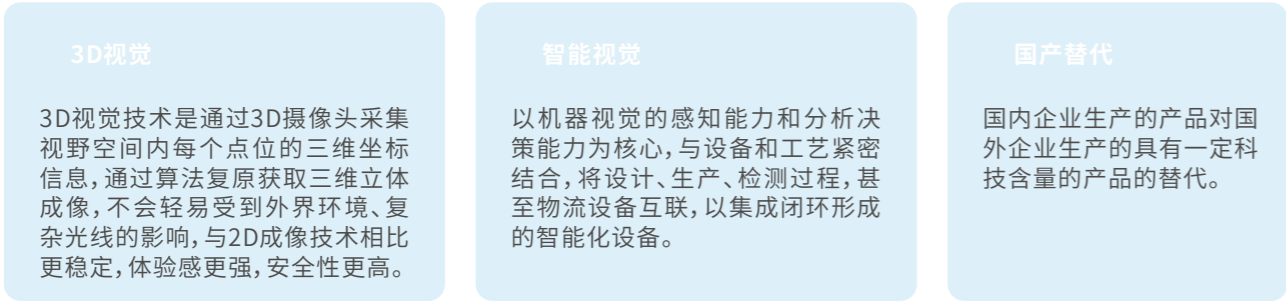 3D视觉
3D视觉技术是通过3D摄像头采集
视野空间内每个点位的三维坐标
信息，通过算法复原获取三维立体
成像，不会轻易受到外界环境、复
杂光线的影响，与2D成像技术相比
更稳定，体验感更强，安全性更高。
智能视觉
以机器视觉的感知能力和分析决
策能力为核心，与设备和工艺紧密
结合，将设计、生产、检测过程，甚
至物流设备互联，以集成闭环形成
的智能化设备。
国产替代
国内企业生产的产品对国
外企业生产的具有一定科
技含量的产品的替代。